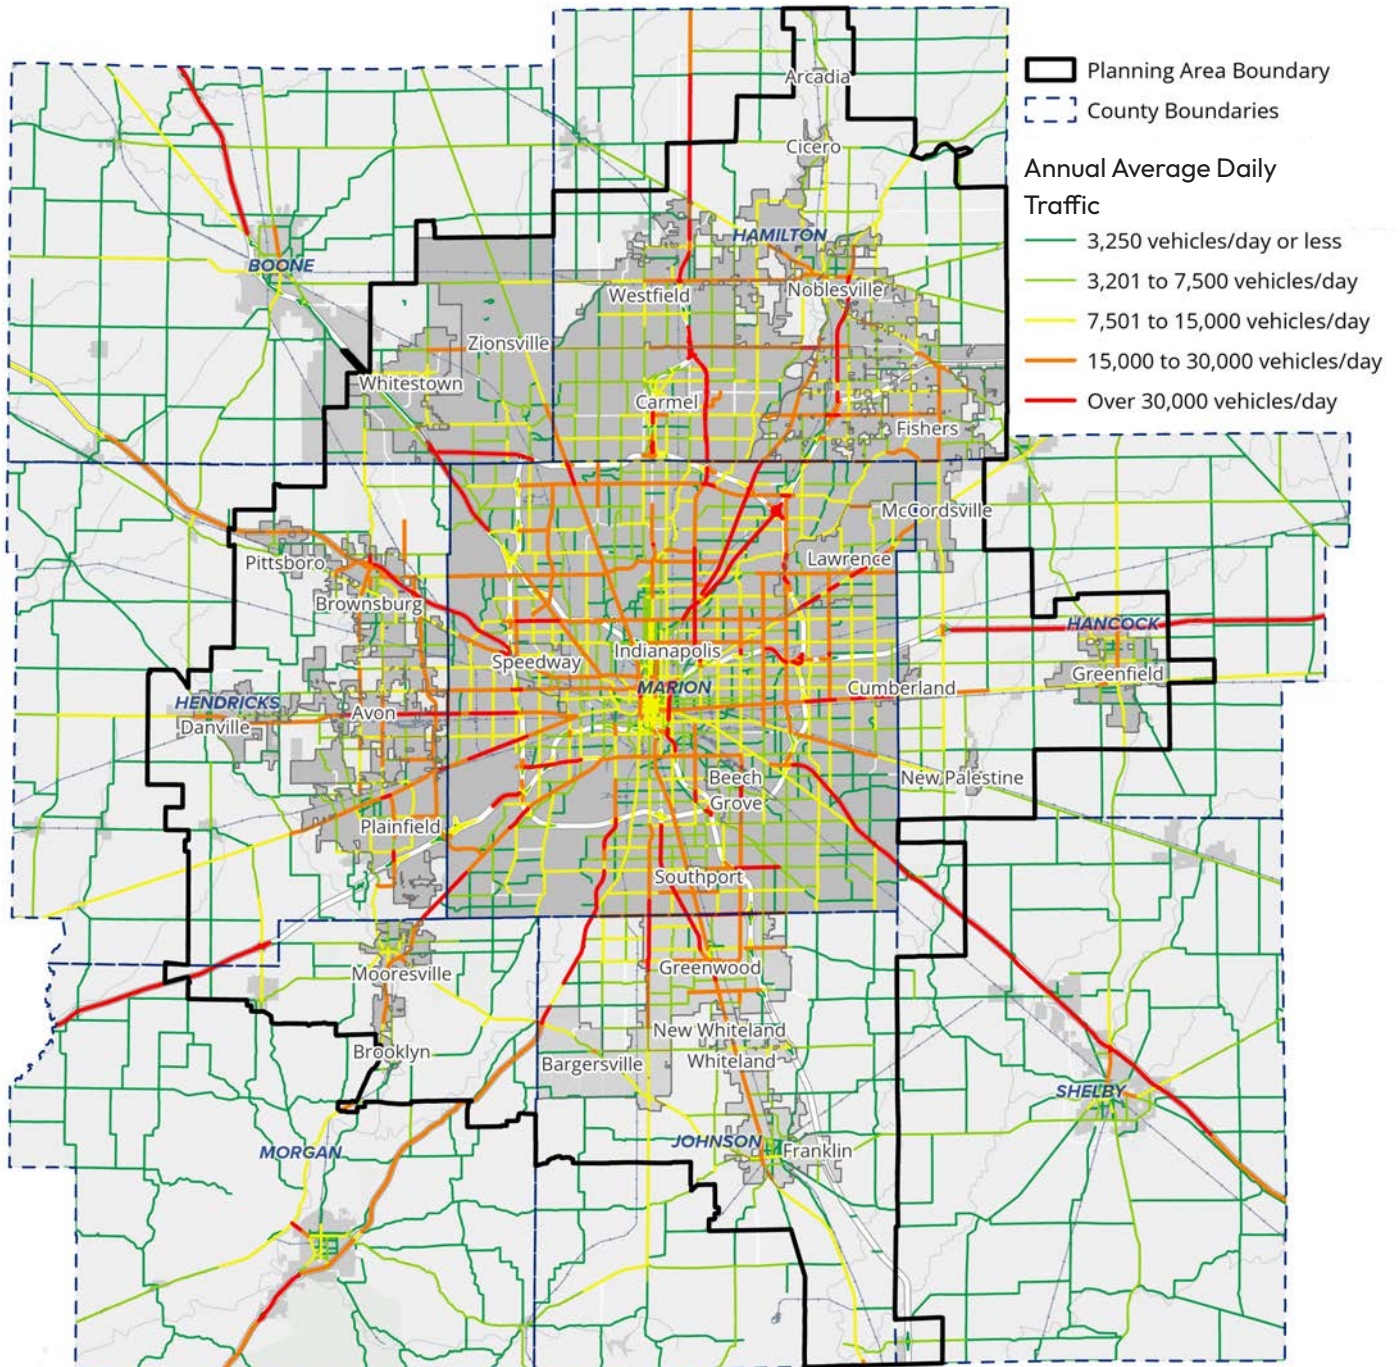 Planning Area Boundary
County Boundaries
Annual Average Daily
Traffic
3,250 vehicles/day or less
3,201 to 7,500 vehicles/day
7,501 to 15,000 vehicles/day
15,000 to 30,000 vehicles/day
Over 30,000 vehicles/day
Arcadia
Cicero
HAMILTON
BOONE
Westfield
Noblesville
Zionsville
Whitestown
Carmel
Fishers
McCordsville
Pittsboro
Lawrence
Brownsburg
HANCOCK
Speedway
Indianapolis
Greenfield
MARION
Cumberland
HENDRICKS
Danville
Avon
Beech
Grove
New Palestine
Plainfield
Southport
Mooresville
Greenwood
New Whiteland
Brooklyn
Bargersville
Whiteland
SHELBY
MORGAN
JOHNSON
Franklin